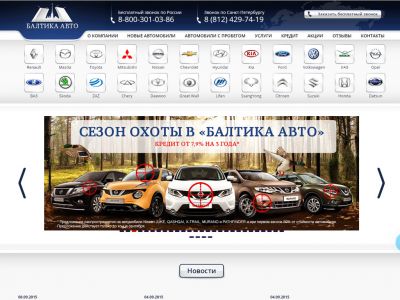 БАЛТИКА АВТО
Бесплатный звонок по России
8-800-301-03-86
Звонок по Санкт-Петербургу
8 (812) 429-74-19
Заказать бесплатный звонок
О КОМПАНИИ НОВЫЕ АВТОМОБИЛИ АВТОМОБИЛИ С ПРОБЕГОМ УСЛУГИ КРЕДИТ АКЦИИ ОТЗЫВЫ КОНТАКТЫ
Renault Mazda Toyota Mitsubishi Nissan Chevrolet Hyundai Kia Ford Volkswagen УАЗ Opel
ВАЗ Skoda ZAZ Chery Daewoo Great Wall Lifan SsangYong Citroen Suzuki Honda Datsun
СЕЗОН ОХОТЫ В «БАЛТИКА АВТО»
КРЕДИТ ОТ 7,9% НА 3 ГОДА*
Новости
08.09.2015 04.09.2015 04.09.2015